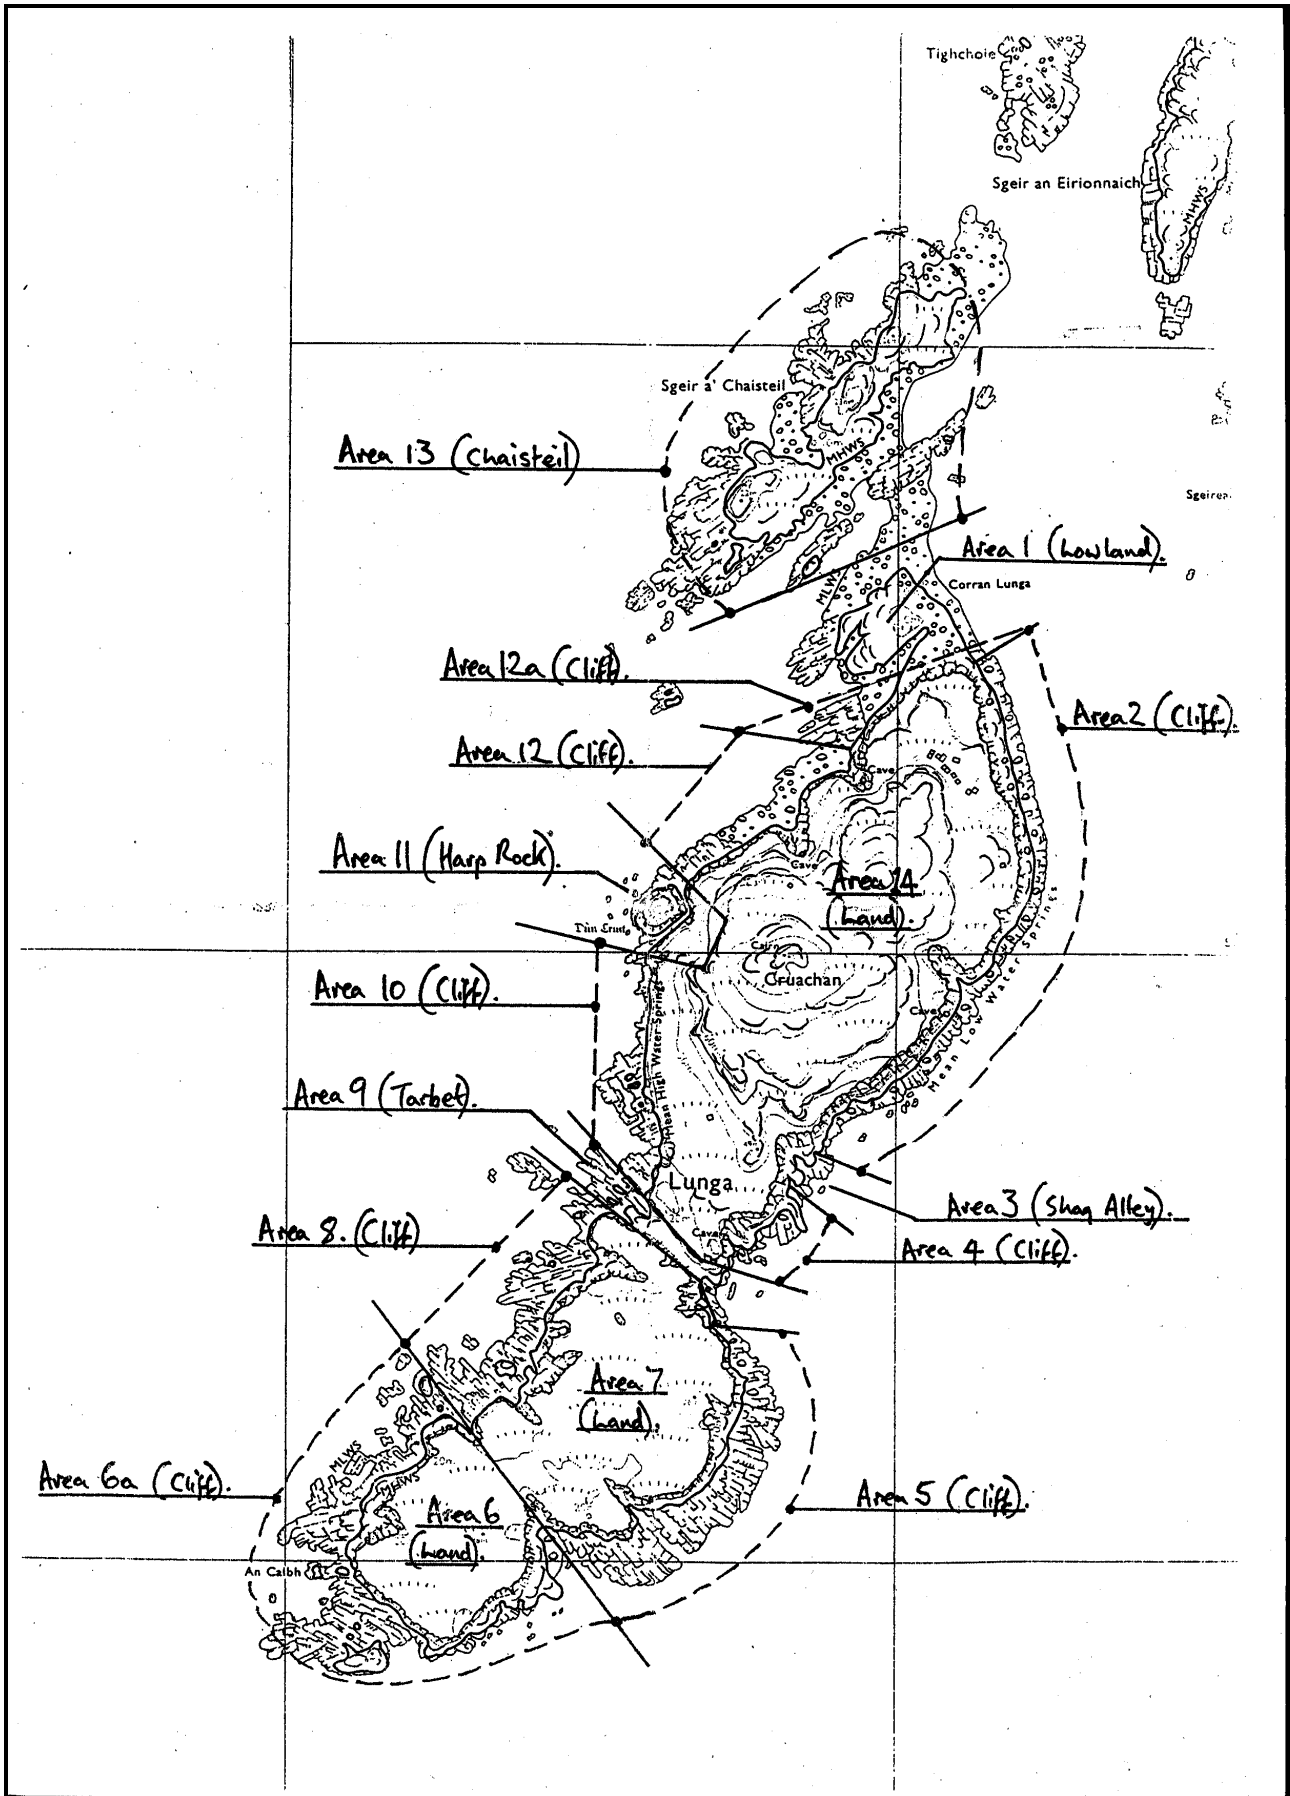 Tighchoie
Sgeir an Eirionnaich
MHWS
Sgeir a' Chaisteil
MHWS
Area 13 (Chaisteil)
Area 1 (Lowland).
MLWS
Corran Lunga
Area 12a (Cliff).
Area 2 (Cliff).
Area 12 (Cliff).
Cave
Area 11 (Harp Rock).
Cave
Area 14
(Land).
Dùn Cruit
Cairn
Cruachan
Area 10 (Cliff).
Cave
Mean High Water Springs
Mean Low Water Springs
Area 9 (Tarbet).
Lunga
Area 3 (Shag Alley).
Area 8. (Cliff)
Cave
Area 4 (Cliff).
Area 7
(Land).
MLWS
MHWS
20m
Area 6a (Cliff).
Area 5 (Cliff).
Area 6
(Land).
An Calbh